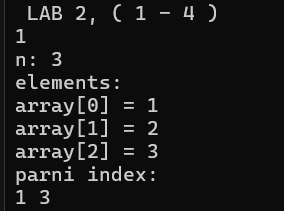 LAB 2, ( 1 - 4 )
1
n: 3
elements:
array[0] = 1
array[1] = 2
array[2] = 3
parni index:
1 3